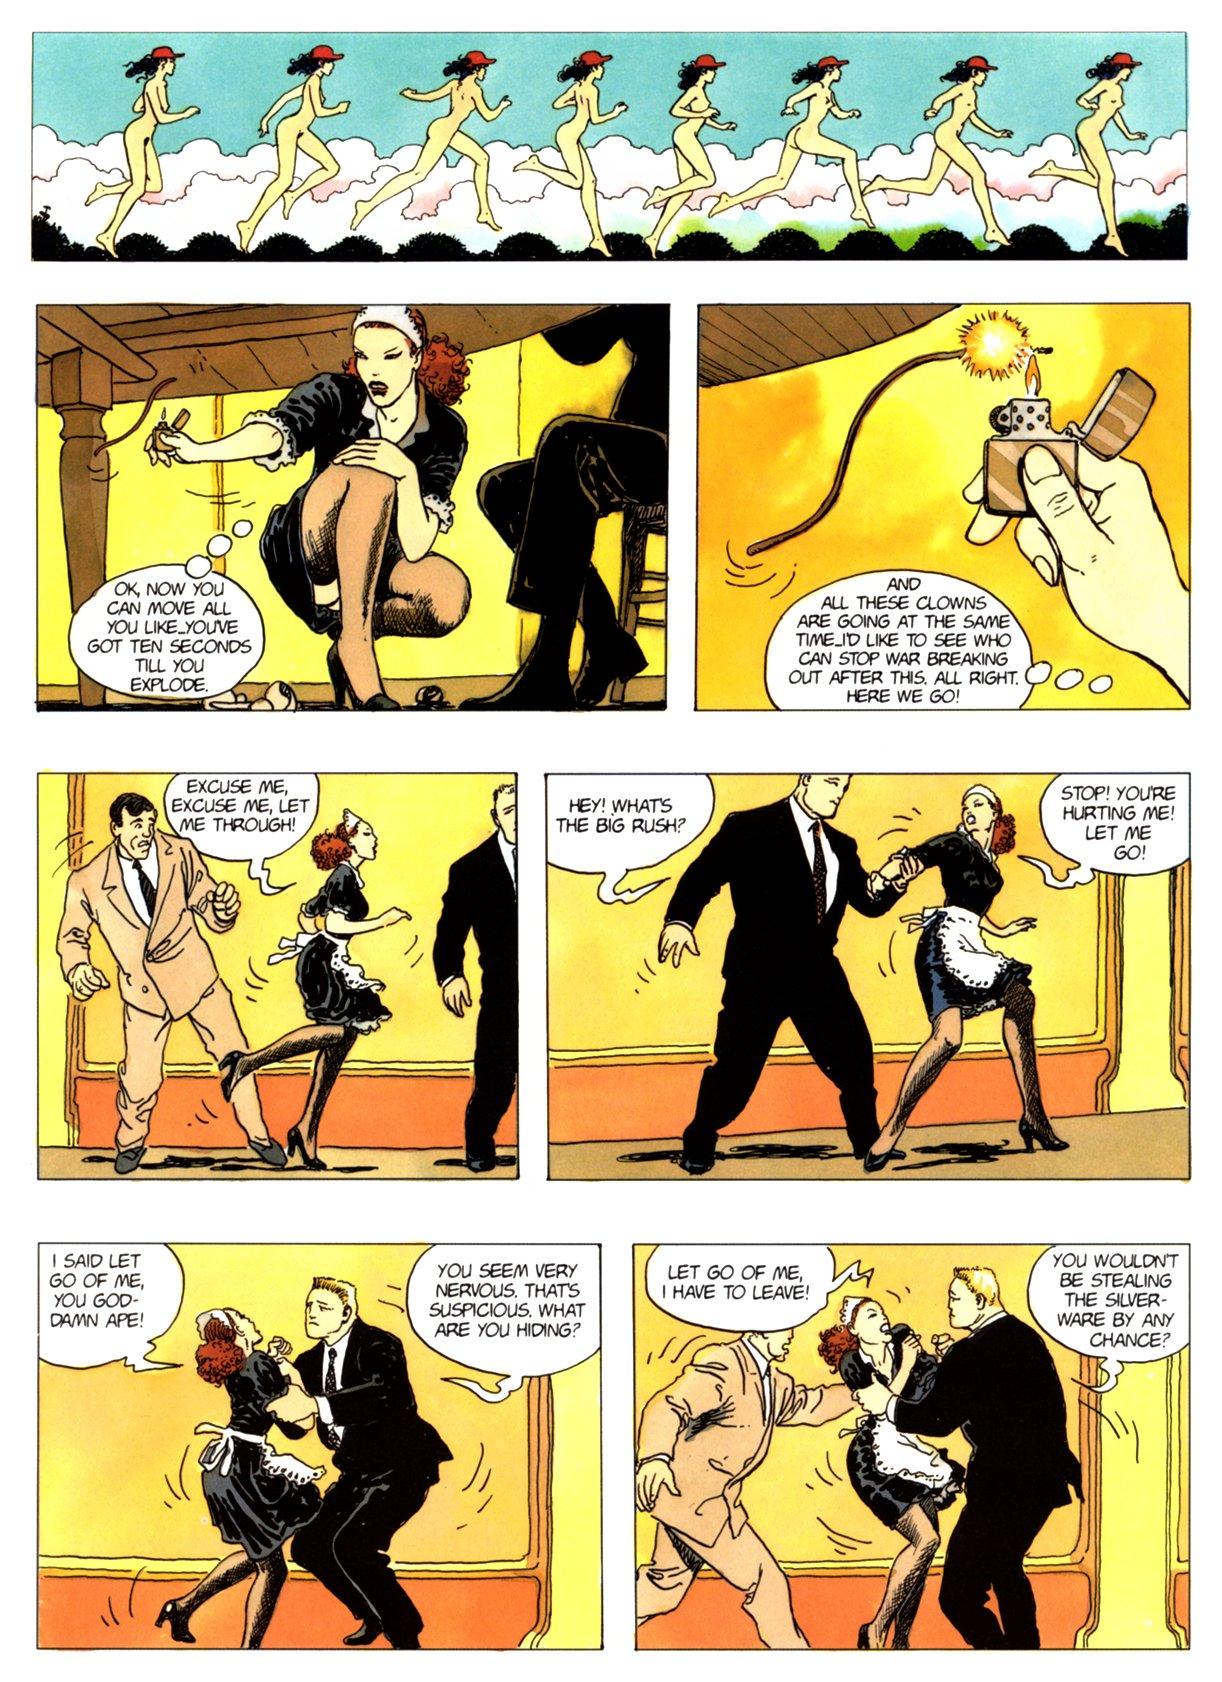 OK, NOW YOU
CAN MOVE ALL
YOU LIKE...YOU'VE
GOT TEN SECONDS
TILL YOU
EXPLODE.
AND
ALL THESE CLOWNS
ARE GOING AT THE SAME
TIME...I'D LIKE TO SEE WHO
CAN STOP WAR BREAKING
OUT AFTER THIS. ALL RIGHT.
HERE WE GO!
EXCUSE ME,
EXCUSE ME, LET
ME THROUGH!
HEY! WHAT'S
THE BIG RUSH?
STOP! YOU'RE
HURTING ME!
LET ME
GO!
I SAID LET
GO OF ME,
YOU GOD-
DAMN APE!
YOU SEEM VERY
NERVOUS. THAT'S
SUSPICIOUS. WHAT
ARE YOU HIDING?
LET GO OF ME,
I HAVE TO LEAVE!
YOU WOULDN'T
BE STEALING
THE SILVER-
WARE BY ANY
CHANCE?